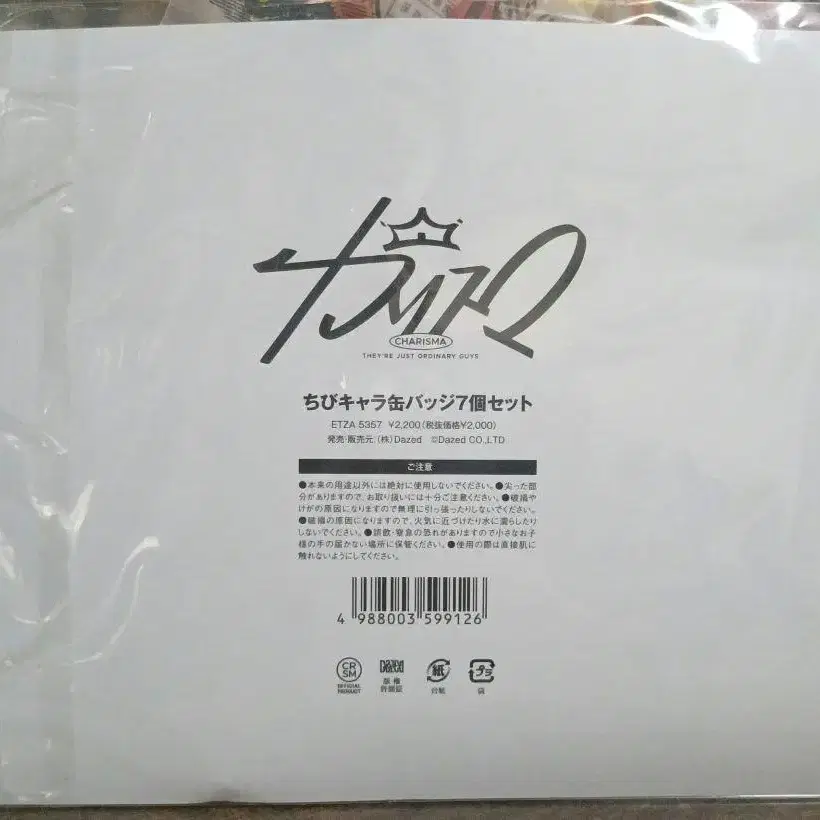 カリスマ
CHARISMA
THEY'RE JUST ORDINARY GUYS
ちびキャラ缶バッジ7個セット
ETZA 5357 ¥2,200(税抜価格¥2,000)
発売・販売元:(株)Dazed ©Dazed CO.,LTD
ご注意
●本来の用途以外には絶対に使用しないでください。●尖った部
分がありますので、お取り扱いには十分ご注意ください。●破損や
けがの原因になりますので無理に引っ張ったりしないでください。
●破損の原因になりますので、火気に近づけたり水に濡らしたり
しないでください。●誤飲・窒息の恐れがありますので小さなお子
様の手の届かない場所に保管ください。●使用の際は直接肌に
触れないようにしてください。
4 988003 599126
CR
SM
OFFICIAL
PRODUCT
Dazed
版権
許諾証
紙
台紙
プラ
袋